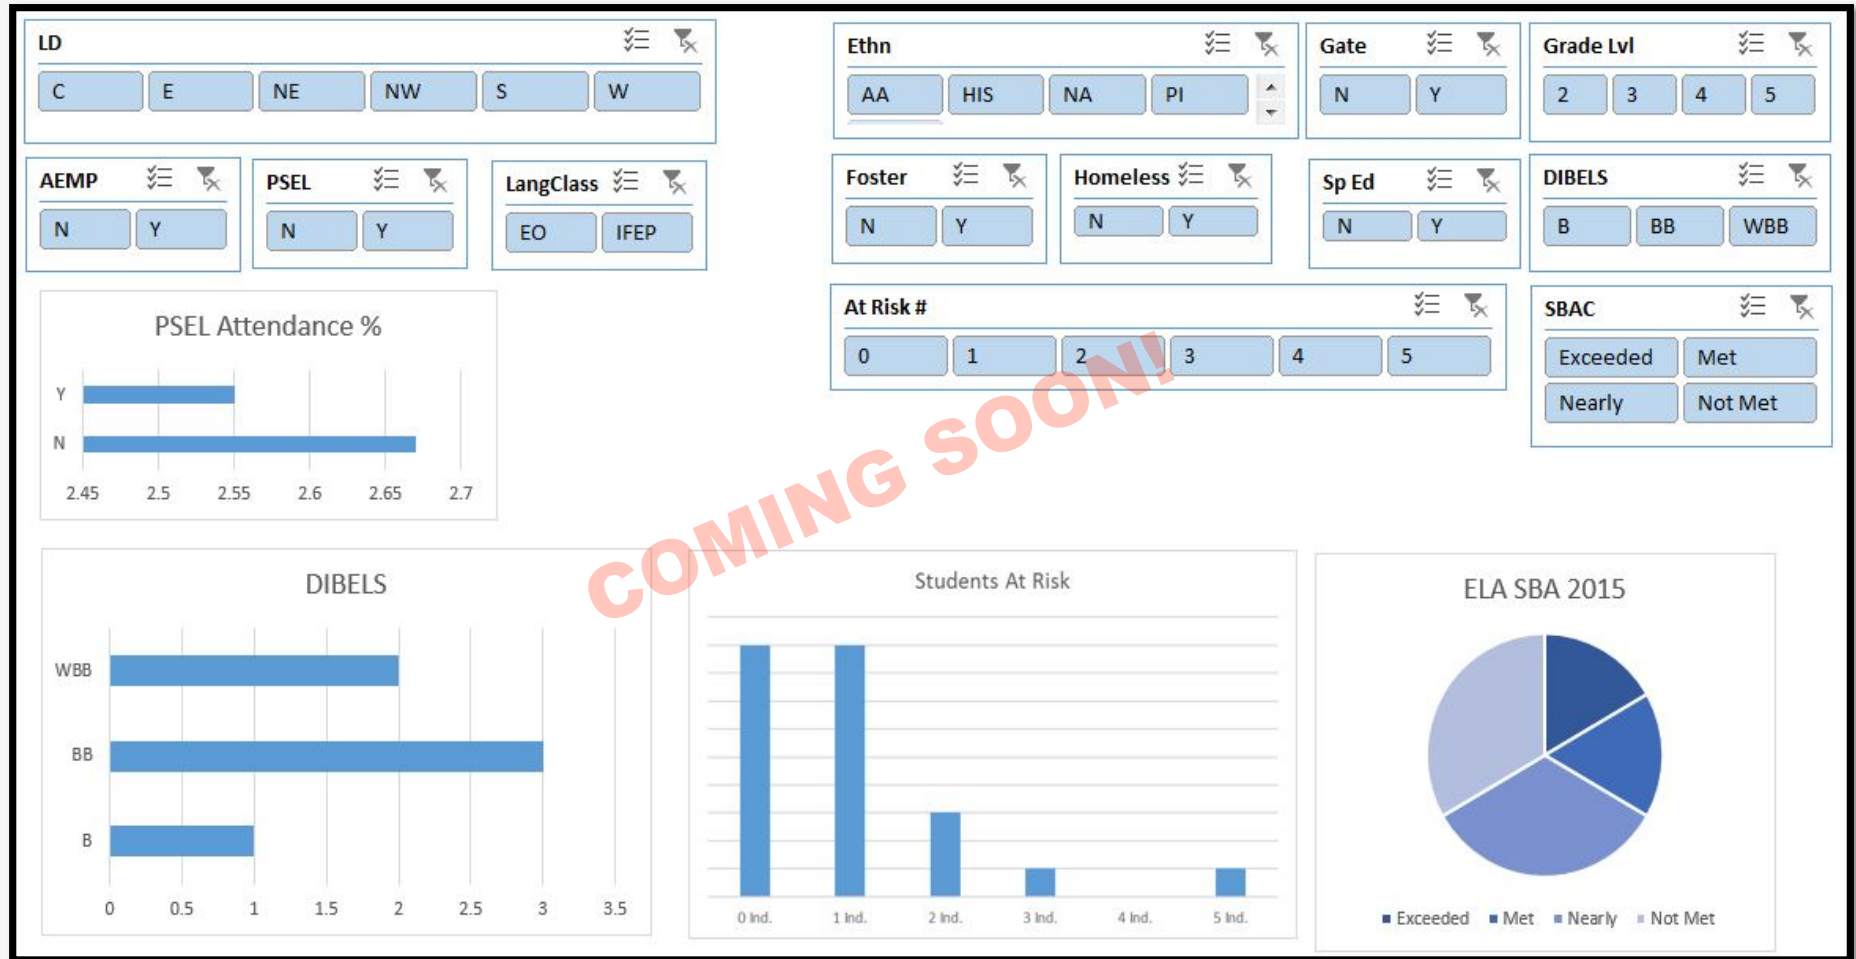 LD
C E NE NW S W
Ethn
AA HIS NA PI
Gate
N Y
Grade Lvl
2 3 4 5
AEMP
N Y
PSEL
N Y
LangClass
EO IFEP
Foster
N Y
Homeless
N Y
Sp Ed
N Y
DIBELS
B BB WBB
At Risk #
0 1 2 3 4 5
SBAC
Exceeded Met
Nearly Not Met
PSEL Attendance %
Y
N
2.45 2.5 2.55 2.6 2.65 2.7
COMING SOON!
DIBELS
WBB
BB
B
0 0.5 1 1.5 2 2.5 3 3.5
Students At Risk
0 Ind. 1 Ind. 2 Ind. 3 Ind. 4 Ind. 5 Ind.
ELA SBA 2015
Exceeded Met Nearly Not Met